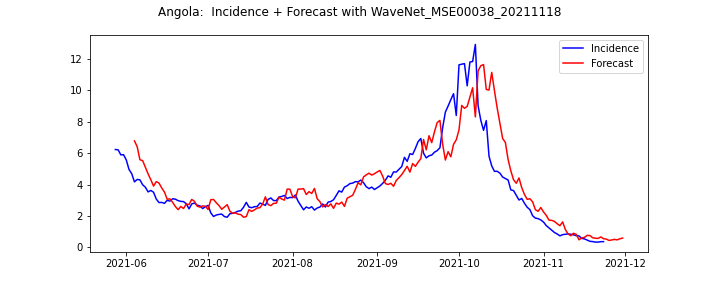 Angola:  Incidence + Forecast with WaveNet_MSE00038_20211118
Incidence
Forecast
12
10
8
6
4
2
0
2021-06 2021-07 2021-08 2021-09 2021-10 2021-11 2021-12